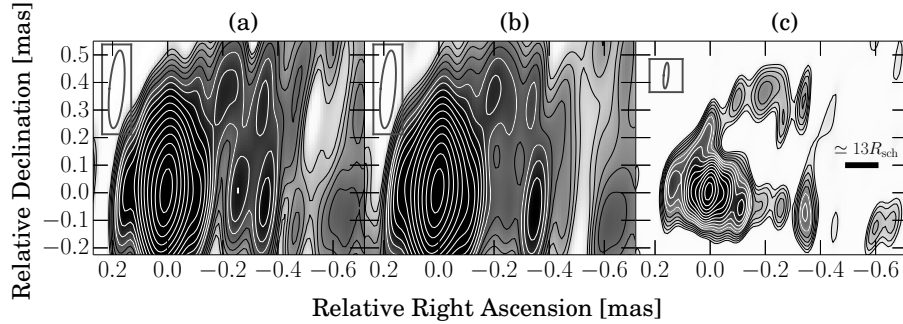 (a) (b) (c)
Relative Declination [mas]
0.5
0.4
0.3
0.2
0.1
0.0
−0.1
−0.2
≃ 13R_sch
0.2 0.0 −0.2 −0.4 −0.6 0.2 0.0 −0.2 −0.4 −0.6 0.2 0.0 −0.2 −0.4 −0.6
Relative Right Ascension [mas]